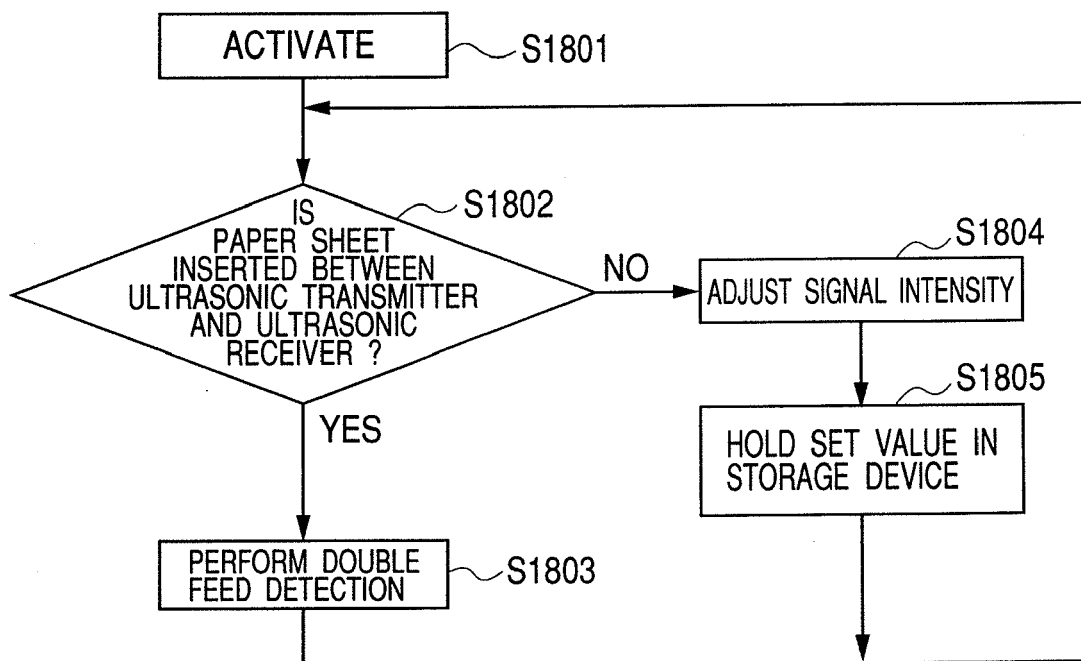 ACTIVATE
S1801
S1802
IS
PAPER SHEET
INSERTED BETWEEN
ULTRASONIC TRANSMITTER
AND ULTRASONIC
RECEIVER ?
NO
S1804
ADJUST SIGNAL INTENSITY
S1805
HOLD SET VALUE IN
STORAGE DEVICE
YES
PERFORM DOUBLE
FEED DETECTION
S1803